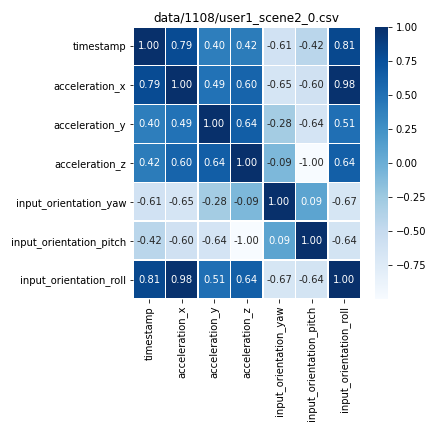 data/1108/user1_scene2_0.csv
timestamp 1.00 0.79 0.40 0.42 -0.61 -0.42 0.81
acceleration_x 0.79 1.00 0.49 0.60 -0.65 -0.60 0.98
acceleration_y 0.40 0.49 1.00 0.64 -0.28 -0.64 0.51
acceleration_z 0.42 0.60 0.64 1.00 -0.09 -1.00 0.64
input_orientation_yaw -0.61 -0.65 -0.28 -0.09 1.00 0.09 -0.67
input_orientation_pitch -0.42 -0.60 -0.64 -1.00 0.09 1.00 -0.64
input_orientation_roll 0.81 0.98 0.51 0.64 -0.67 -0.64 1.00
timestamp
acceleration_x
acceleration_y
acceleration_z
input_orientation_yaw
input_orientation_pitch
input_orientation_roll
1.00
0.75
0.50
0.25
0.00
-0.25
-0.50
-0.75